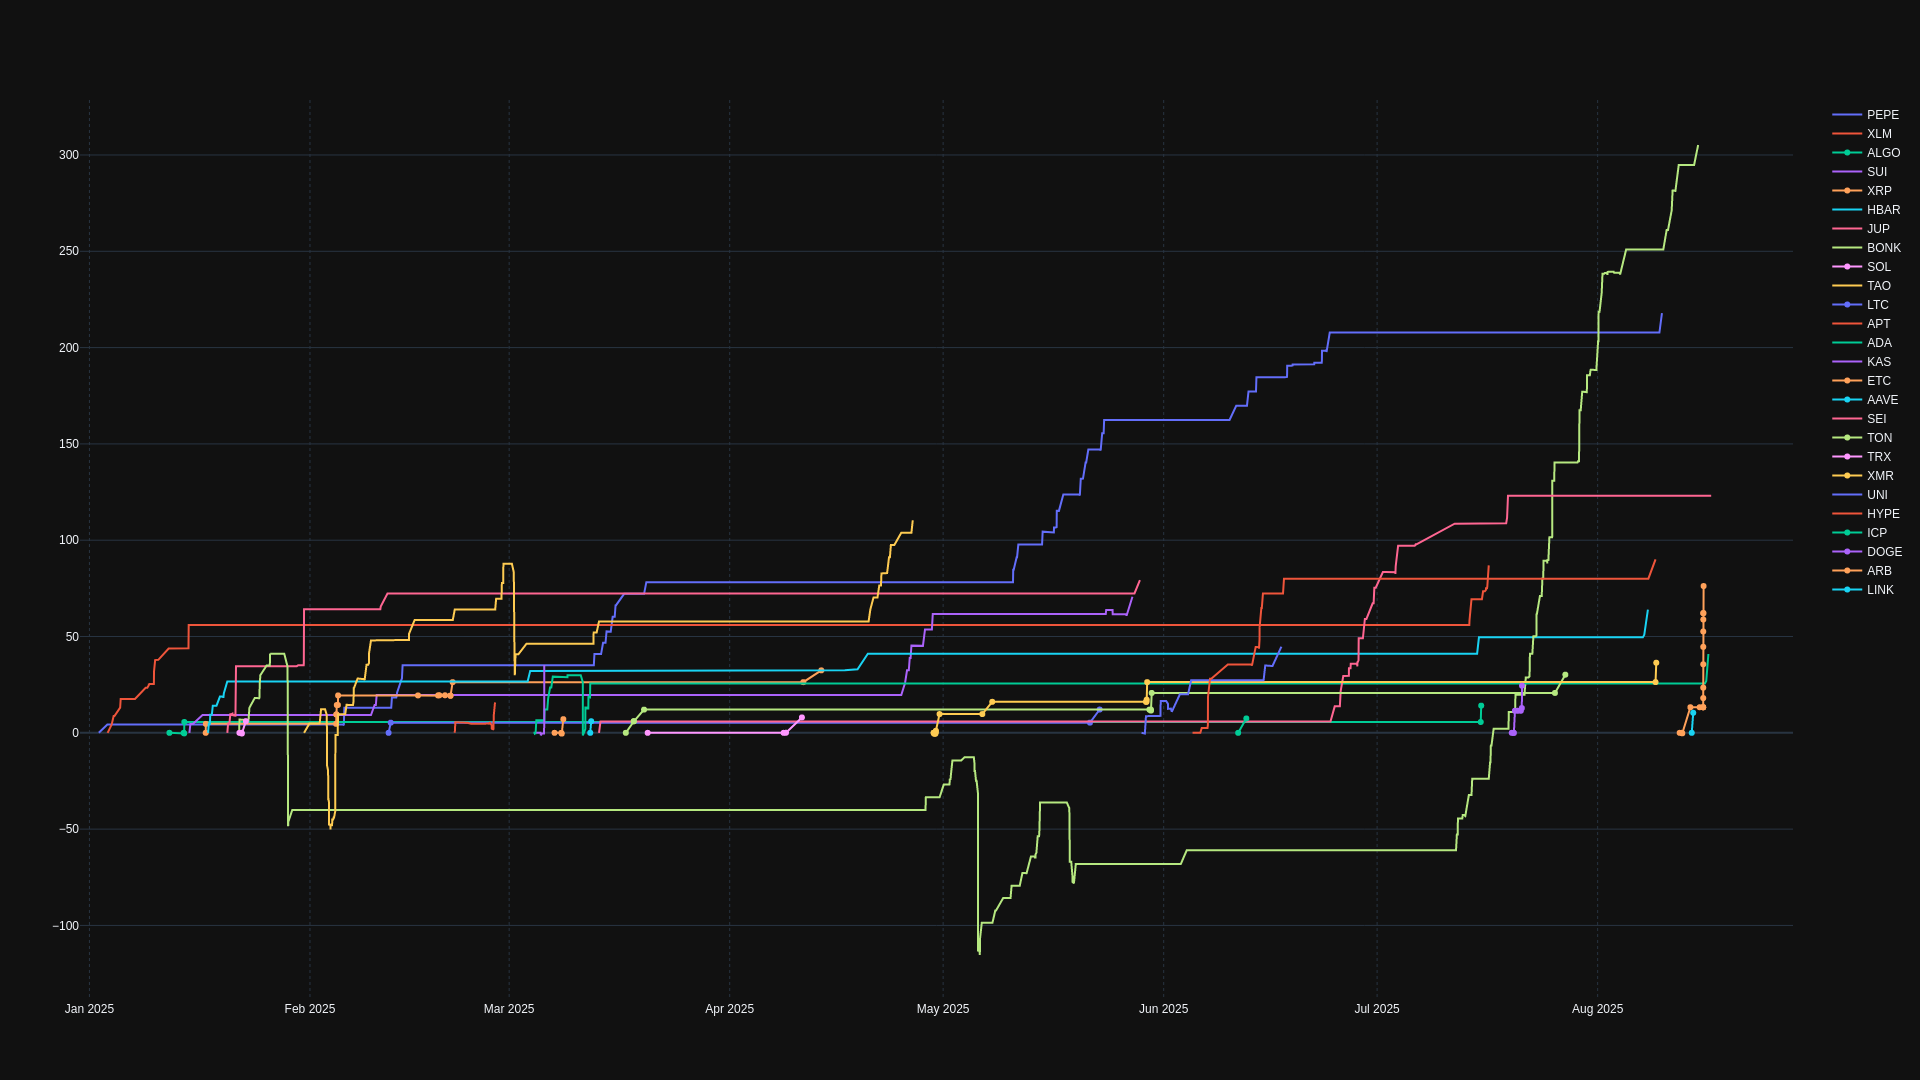 300
250
200
150
100
50
0
−50
−100
Jan 2025
Feb 2025
Mar 2025
Apr 2025
May 2025
Jun 2025
Jul 2025
Aug 2025
PEPE
XLM
ALGO
SUI
XRP
HBAR
JUP
BONK
SOL
TAO
LTC
APT
ADA
KAS
ETC
AAVE
SEI
TON
TRX
XMR
UNI
HYPE
ICP
DOGE
ARB
LINK